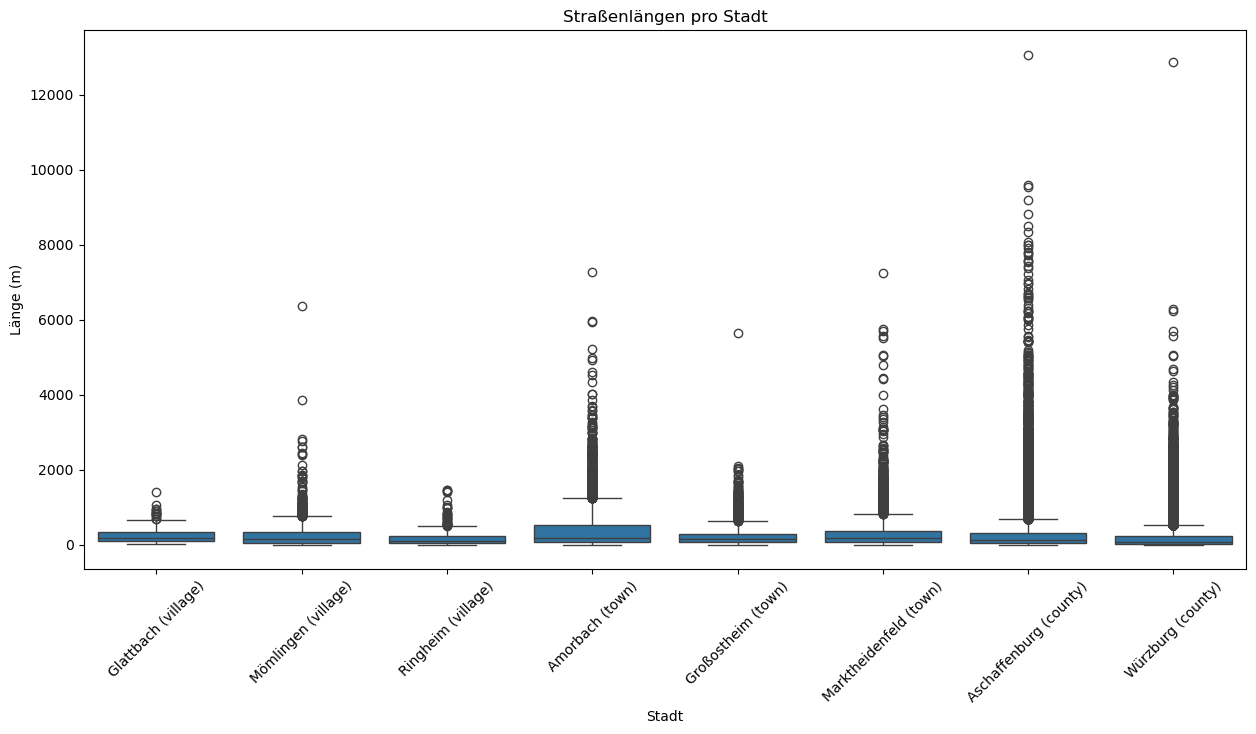 Straßenlängen pro Stadt
Länge (m)
12000
10000
8000
6000
4000
2000
0
Glattbach (village)
Mömlingen (village)
Ringheim (village)
Amorbach (town)
Großostheim (town)
Marktheidenfeld (town)
Aschaffenburg (county)
Würzburg (county)
Stadt